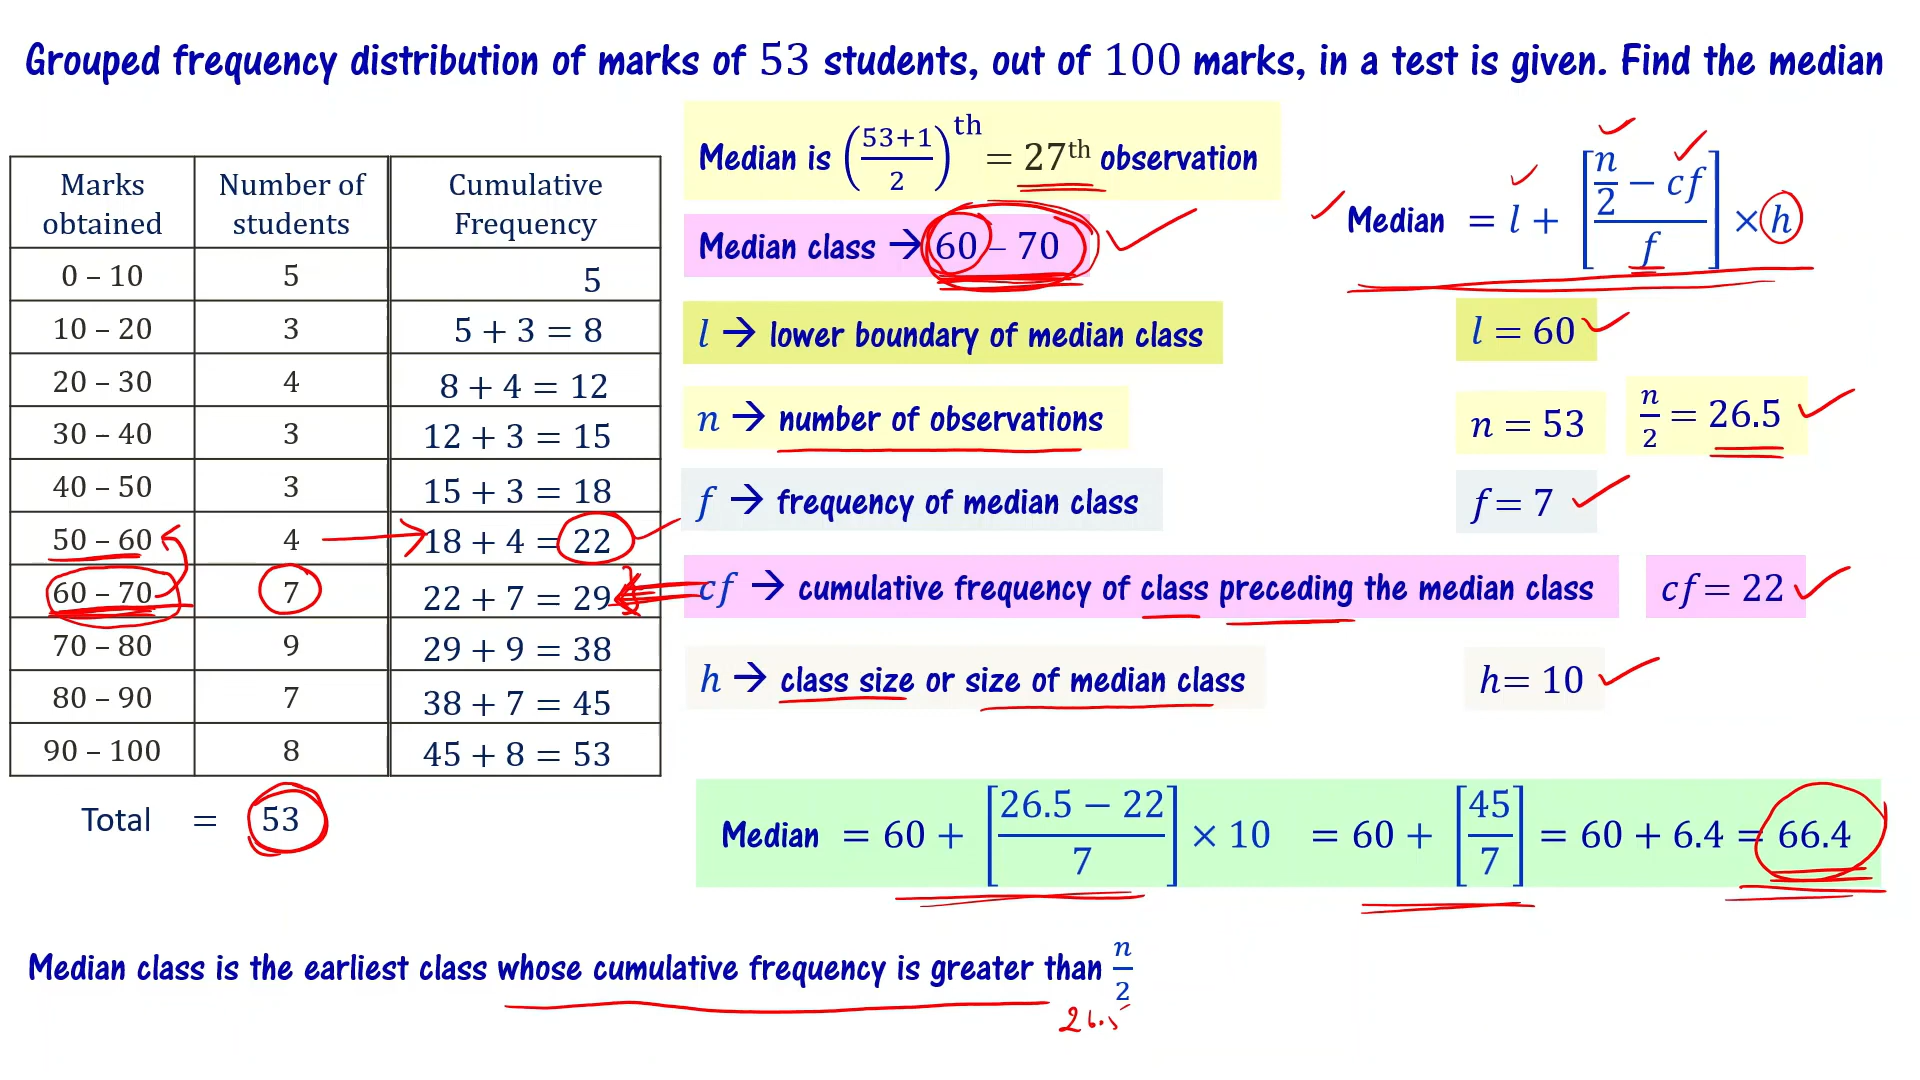 Grouped frequency distribution of marks of 53 students, out of 100 marks, in a test is given. Find the median
Marks obtained | Number of students | Cumulative Frequency
0 – 10 | 5 | 5
10 – 20 | 3 | 5 + 3 = 8
20 – 30 | 4 | 8 + 4 = 12
30 – 40 | 3 | 12 + 3 = 15
40 – 50 | 3 | 15 + 3 = 18
50 – 60 | 4 | 18 + 4 = 22
60 – 70 | 7 | 22 + 7 = 29
70 – 80 | 9 | 29 + 9 = 38
80 – 90 | 7 | 38 + 7 = 45
90 – 100 | 8 | 45 + 8 = 53
Total = 53
Median is ((53+1)/2)th = 27th observation
Median class → 60 – 70
l → lower boundary of median class
n → number of observations
f → frequency of median class
cf → cumulative frequency of class preceding the median class
h → class size or size of median class
Median = l + [(n/2 − cf)/f] × h
l = 60
n = 53
n/2 = 26.5
f = 7
cf = 22
h = 10
Median = 60 + [(26.5 − 22)/7] × 10 = 60 + [45/7] = 60 + 6.4 = 66.4
Median class is the earliest class whose cumulative frequency is greater than n/2
26.5